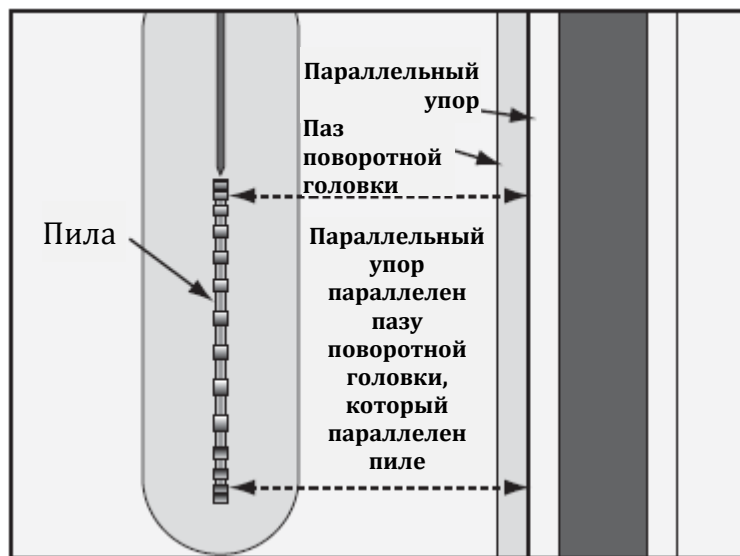 Параллельный
упор
Паз
поворотной
головки
Пила
Параллельный
упор
параллелен
пазу
поворотной
головки,
который
параллелен
пиле